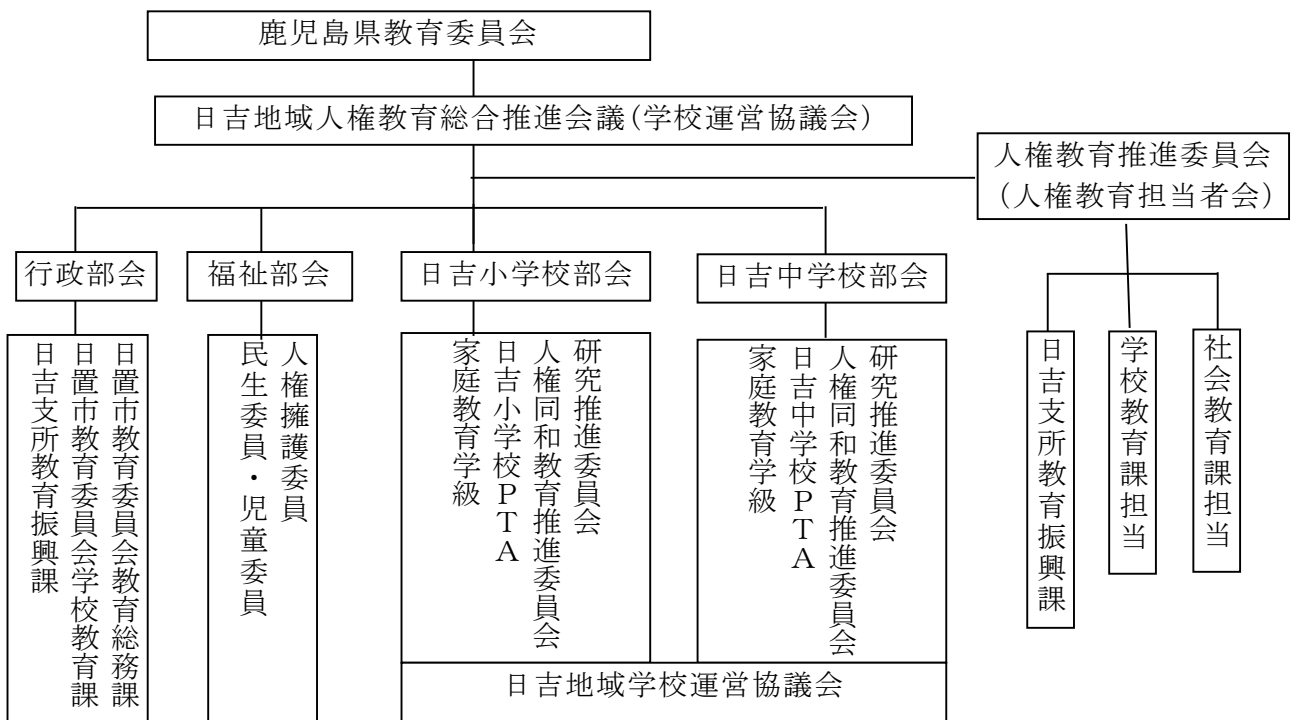 鹿児島県教育委員会
日吉地域人権教育総合推進会議(学校運営協議会)
人権教育推進委員会
(人権教育担当者会)
行政部会
福祉部会
日吉小学校部会
日吉中学校部会
日置市教育委員会教育総務課
日置市教育委員会学校教育課
日吉支所教育振興課
人権擁護委員
民生委員・児童委員
研究推進委員会
人権同和教育推進委員会
日吉小学校PTA
家庭教育学級
研究推進委員会
人権同和教育推進委員会
日吉中学校PTA
家庭教育学級
日吉地域学校運営協議会
社会教育課担当
学校教育課担当
日吉支所教育振興課